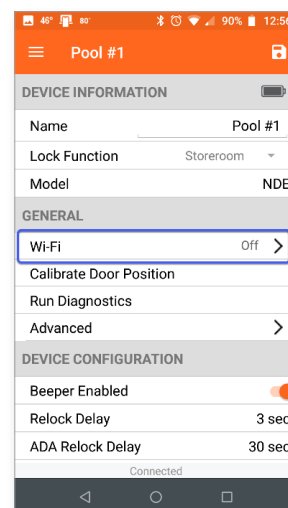 46° 80° 90% 12:56
Pool #1
DEVICE INFORMATION
Name Pool #1
Lock Function Storeroom
Model NDE
GENERAL
Wi-Fi Off
Calibrate Door Position
Run Diagnostics
Advanced
DEVICE CONFIGURATION
Beeper Enabled
Relock Delay 3 sec
ADA Relock Delay 30 sec
Connected